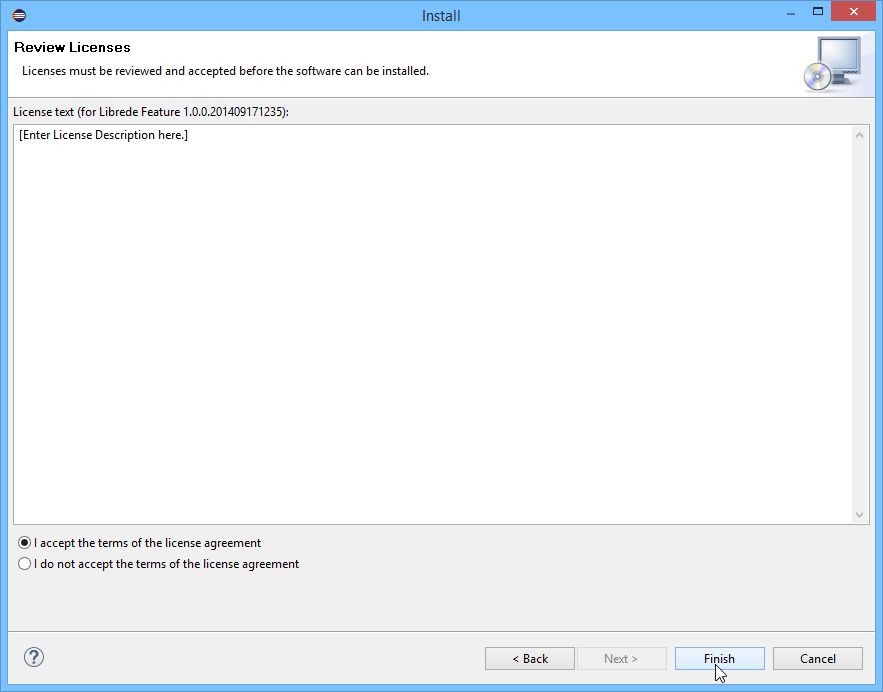 Install
Review Licenses
Licenses must be reviewed and accepted before the software can be installed.
License text (for Librede Feature 1.0.0.201409171235):
[Enter License Description here.]
I accept the terms of the license agreement
I do not accept the terms of the license agreement
? < Back Next > Finish Cancel